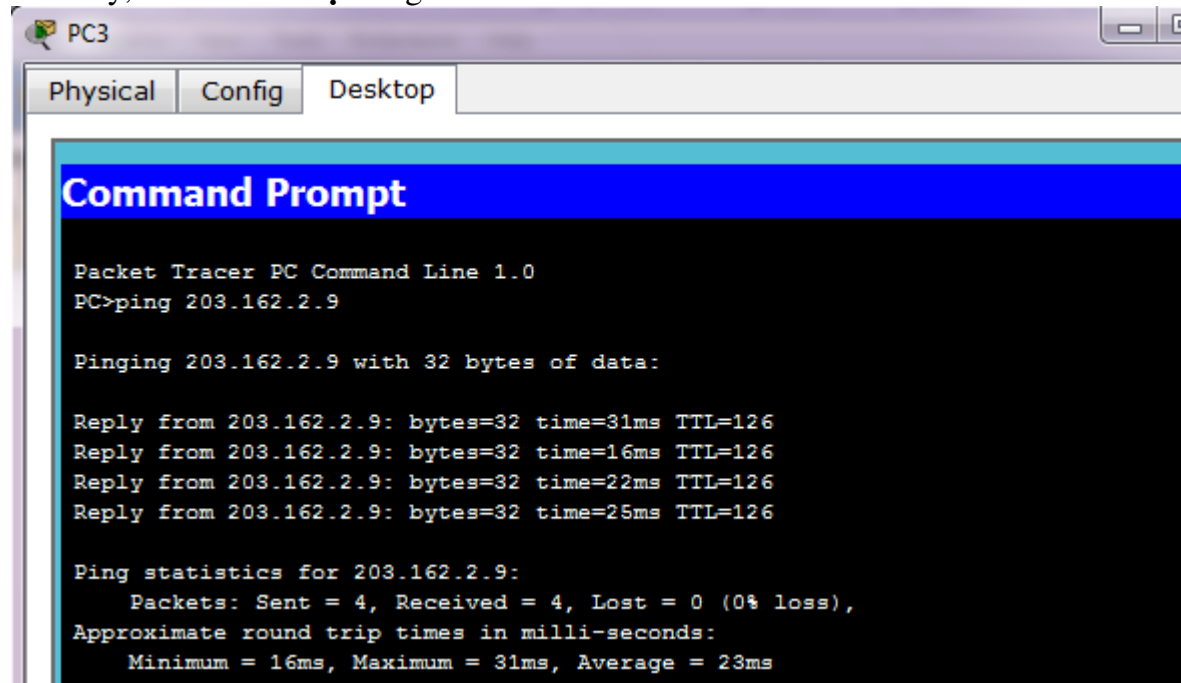 PC3
Physical Config Desktop
Command Prompt
Packet Tracer PC Command Line 1.0
PC>ping 203.162.2.9
Pinging 203.162.2.9 with 32 bytes of data:
Reply from 203.162.2.9: bytes=32 time=31ms TTL=126
Reply from 203.162.2.9: bytes=32 time=16ms TTL=126
Reply from 203.162.2.9: bytes=32 time=22ms TTL=126
Reply from 203.162.2.9: bytes=32 time=25ms TTL=126
Ping statistics for 203.162.2.9:
Packets: Sent = 4, Received = 4, Lost = 0 (0% loss),
Approximate round trip times in milli-seconds:
Minimum = 16ms, Maximum = 31ms, Average = 23ms